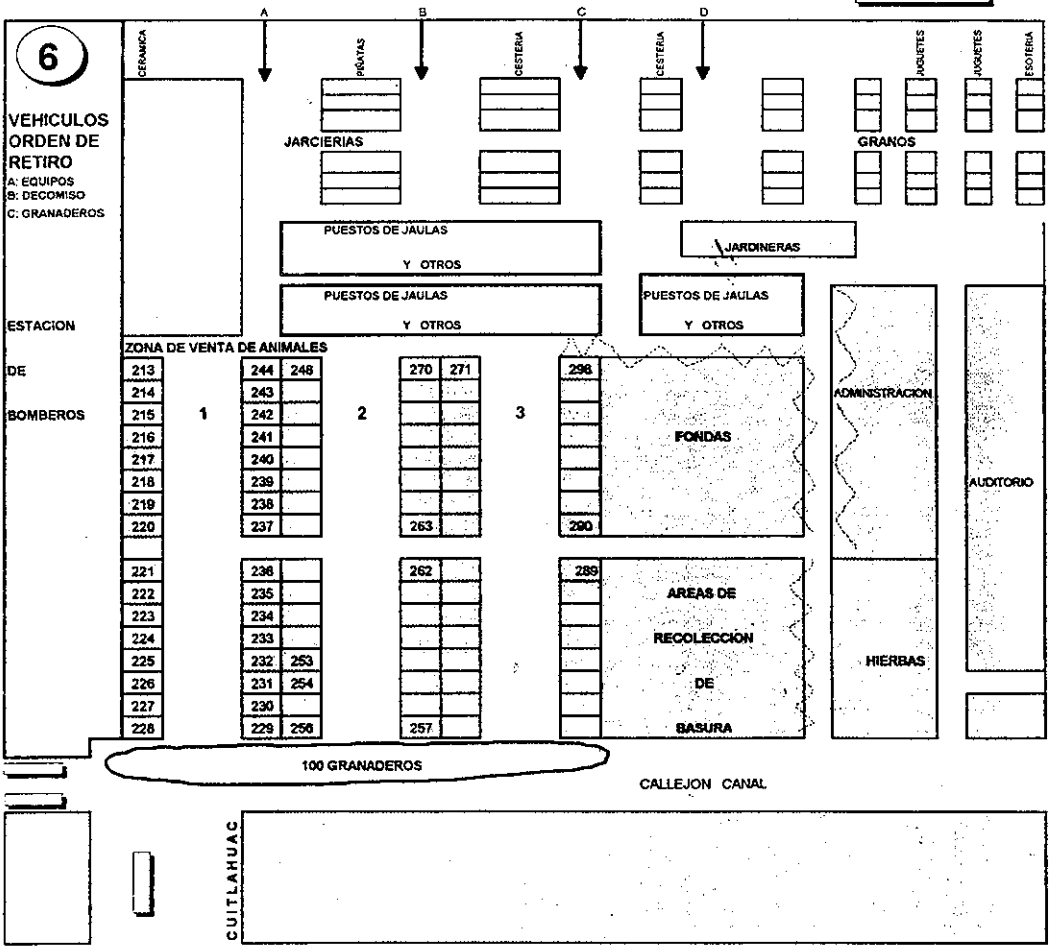 A B C D
6
CERAMICA
PIÑATAS
CESTERIA
CESTERIA
JUGUETES
JUGUETES
ESOTERIA
VEHICULOS
ORDEN DE
RETIRO
A: EQUIPOS
B: DECOMISO
C: GRANADEROS
JARCIERIAS
GRANOS
PUESTOS DE JAULAS
Y OTROS
JARDINERAS
PUESTOS DE JAULAS
Y OTROS
PUESTOS DE JAULAS
Y OTROS
ESTACION
DE
BOMBEROS
ZONA DE VENTA DE ANIMALES
213 244 248 270 271 298
214 243
215 1 242 2 3
216 241
217 240
218 239
219 238
220 237 263 290
FONDAS
ADMINISTRACION
AUDITORIO
221 236 262 289
222 235
223 234
224 233
225 232 253
226 231 254
227 230
228 229 256 257
AREAS DE
RECOLECCION
DE
BASURA
HIERBAS
100 GRANADEROS
CALLEJON CANAL
CUITLAHUAC